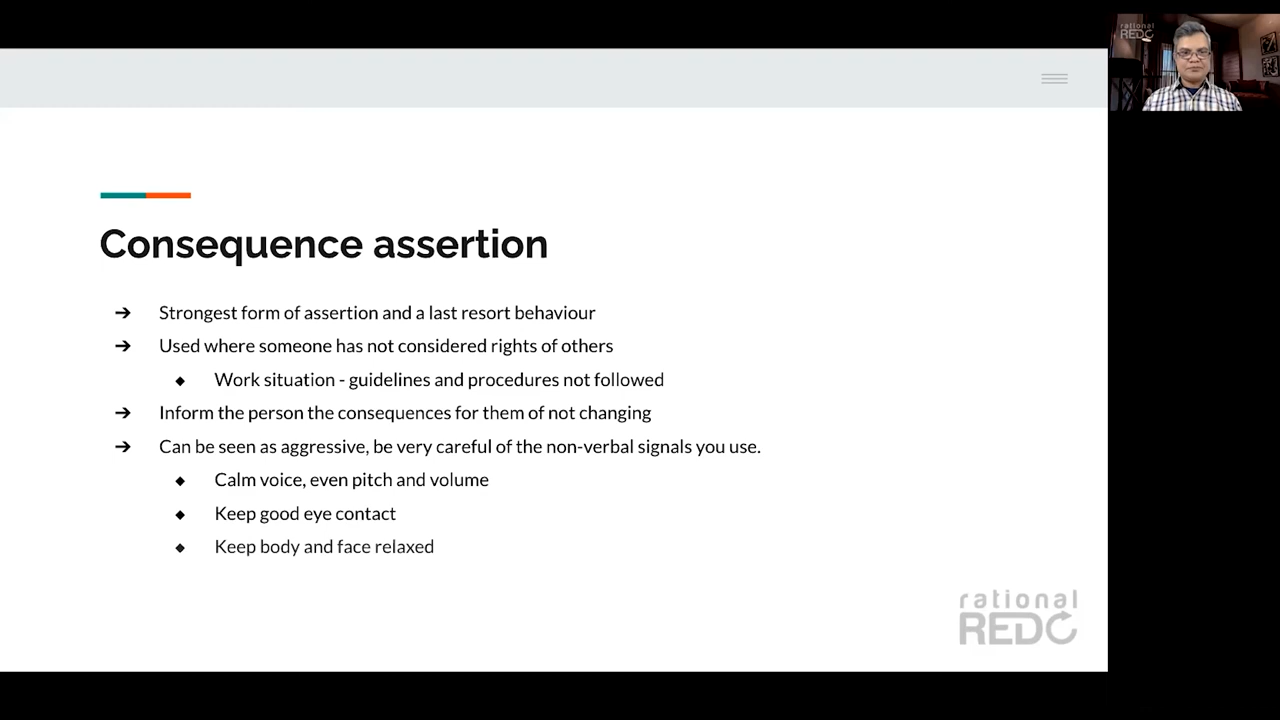 rational
REDO
Consequence assertion
➔ Strongest form of assertion and a last resort behaviour
➔ Used where someone has not considered rights of others
◆ Work situation - guidelines and procedures not followed
➔ Inform the person the consequences for them of not changing
➔ Can be seen as aggressive, be very careful of the non-verbal signals you use.
◆ Calm voice, even pitch and volume
◆ Keep good eye contact
◆ Keep body and face relaxed
rational
REDO